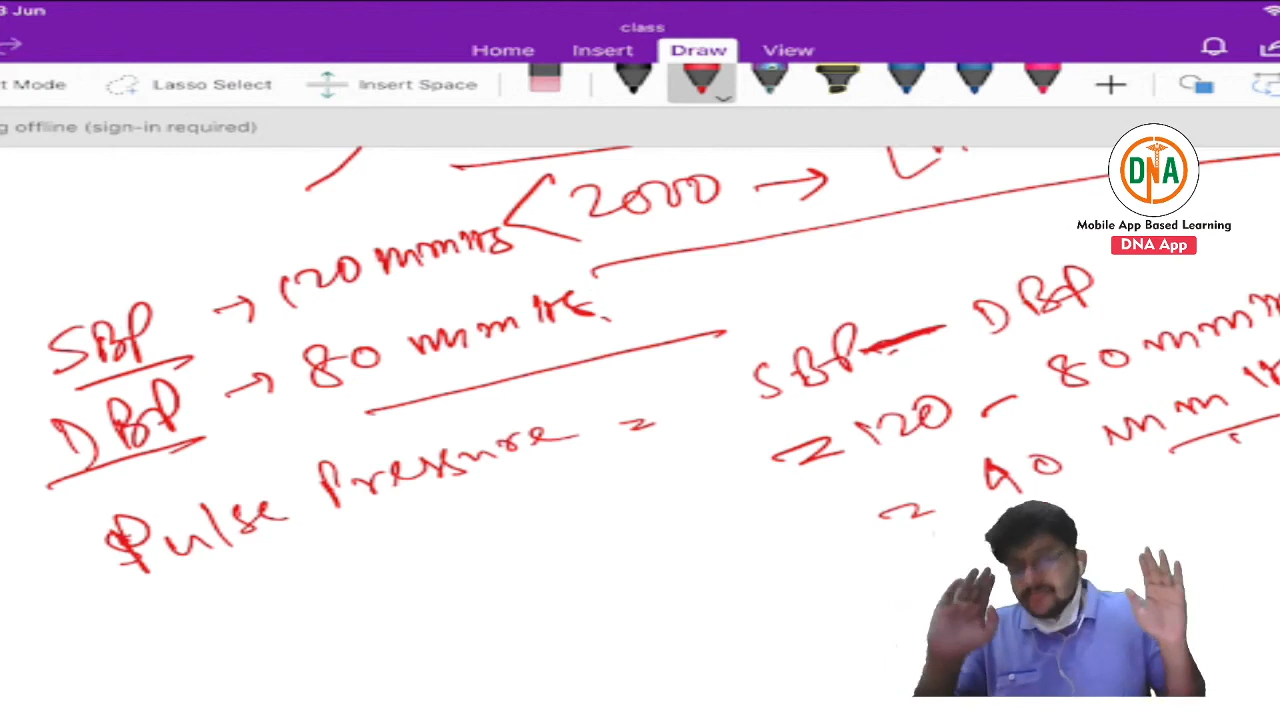 3 Jun
class
Home Insert Draw View
t Mode Lasso Select Insert Space
g offline (sign-in required)
DNA
Mobile App Based Learning
DNA App
< 2000 →
SBP → 120 mmHg
DBP → 80 mm Hg
Pulse Pressure = SBP - DBP
= 120 - 80 mmH
= 40 mm H